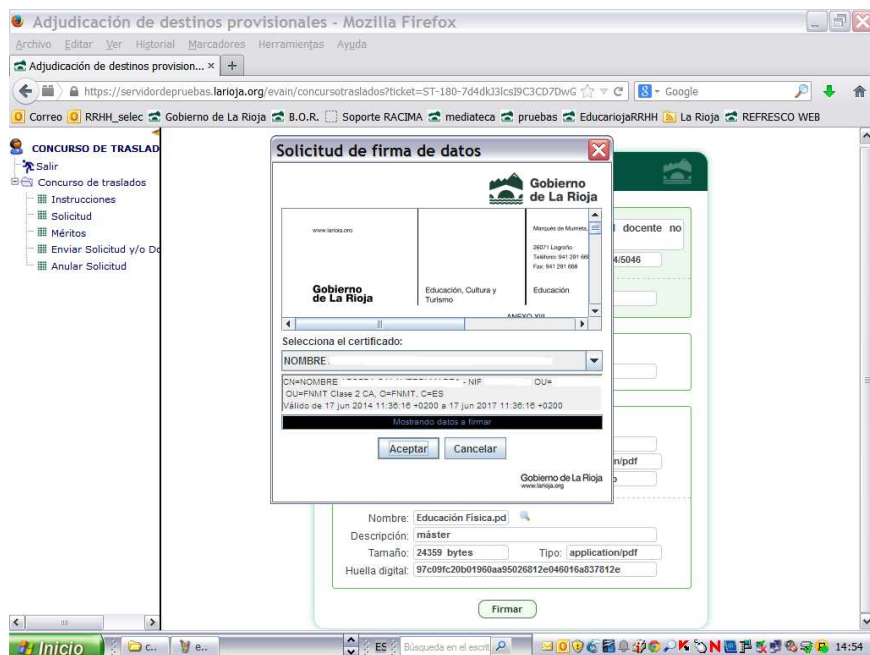 Adjudicación de destinos provisionales - Mozilla Firefox
Archivo Editar Ver Historial Marcadores Herramientas Ayuda
Adjudicación de destinos provision... × +
https://servidordepruebas.larioja.org/evain/concursotraslados?ticket=ST-180-7d4dkJ3lcsI9C3CD7DwG
Google
Correo RRHH_selec Gobierno de La Rioja B.O.R. Soporte RACIMA mediateca pruebas EducariojaRRHH La Rioja REFRESCO WEB
CONCURSO DE TRASLAD
Salir
Concurso de traslados
Instrucciones
Solicitud
Méritos
Enviar Solicitud y/o Do
Anular Solicitud
Solicitud de firma de datos
Gobierno
de La Rioja
www.larioja.org
Marqués de Murrieta,
26071 Logroño
Teléfono: 941 291 66
Fax: 941 291 668
Gobierno
de La Rioja
Educación, Cultura y
Turismo
Educación
ANEXO XIII
Selecciona el certificado:
NOMBRE
CN=NOMBRE - NIF OU=
OU=FNMT Clase 2 CA, O=FNMT, C=ES
Válido de 17 jun 2014 11:36:16 +0200 a 17 jun 2017 11:36:16 +0200
Mostrando datos a firmar
Aceptar Cancelar
Gobierno de La Rioja
www.larioja.org
docente no
4/5046
n/pdf
Nombre: Educación Física.pd
Descripción: máster
Tamaño: 24359 bytes Tipo: application/pdf
Huella digital: 97c09fc20b01960aa95026812e046016a837812e
Firmar
Inicio c.. e.. ES Búsqueda en el escrit 14:54